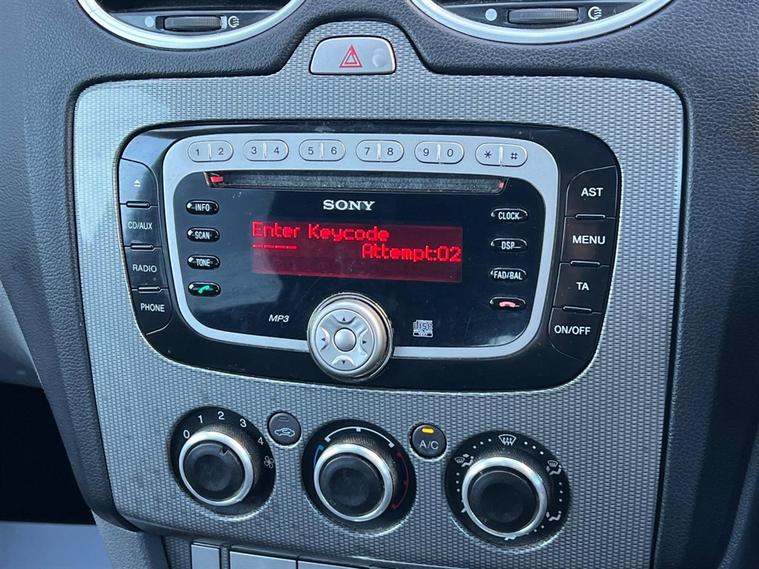 1 2 3 4 5 6 7 8 9 0 * #
SONY
INFO
SCAN
TONE
CD/AUX
RADIO
PHONE
Enter Keycode
---- Attempt:02
CLOCK
DSP
FAD/BAL
AST
MENU
TA
ON/OFF
MP3
0 1 2 3 4
A/C